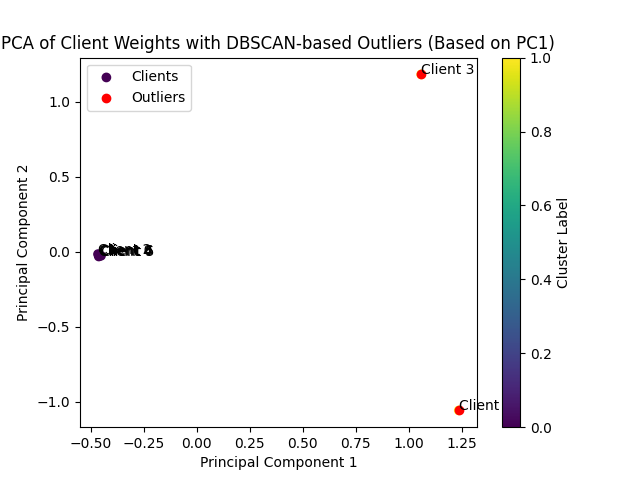 PCA of Client Weights with DBSCAN-based Outliers (Based on PC1)
Clients
Outliers
Client 3
Client
Principal Component 2
1.0
0.5
0.0
−0.5
−1.0
−0.50
−0.25
0.00
0.25
0.50
0.75
1.00
1.25
Principal Component 1
1.0
0.8
0.6
0.4
0.2
0.0
Cluster Label